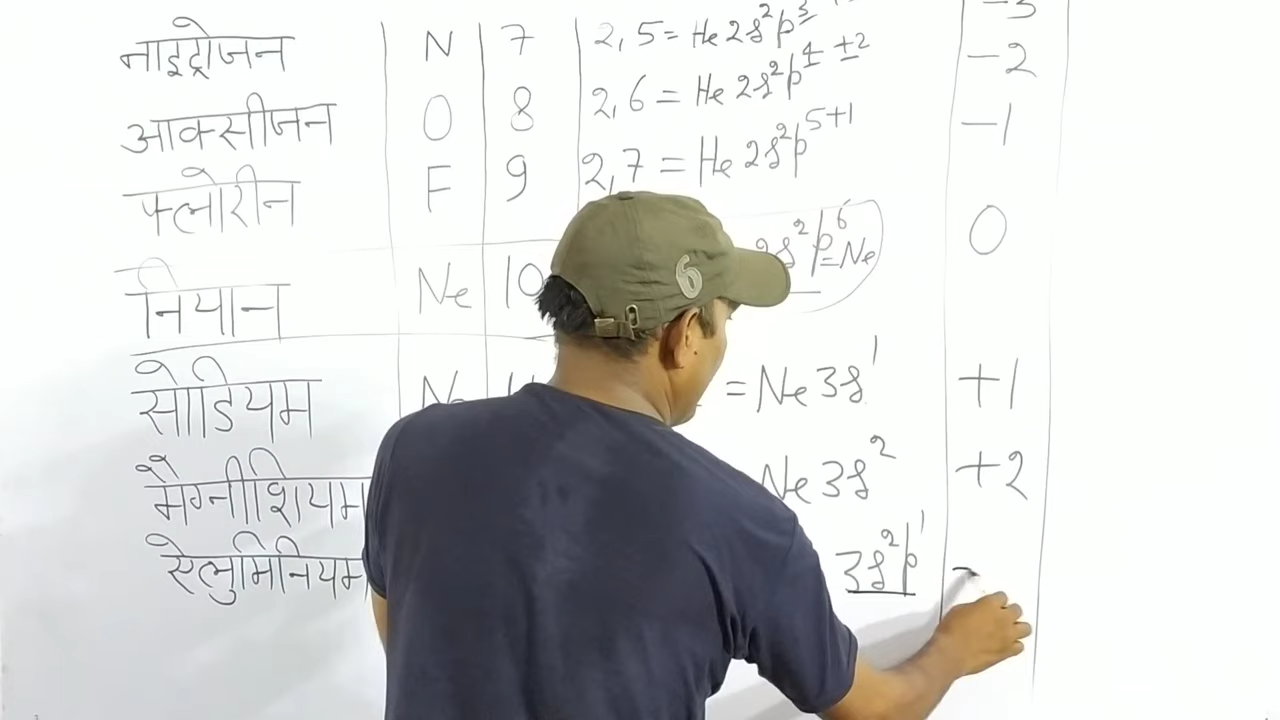 नाइट्रोजन N 7 2,5 = He 2s² p³ -3
आक्सीजन O 8 2,6 = He 2s² p⁴ ±2 -2
फ्लोरीन F 9 2,7 = He 2s² p⁵⁺¹ -1
नियान Ne 10 2s² p⁶ = Ne 0
सोडियम = Ne 3s¹ +1
मैग्नीशियम Ne 3s² +2
ऐलुमिनियम 3s² p¹
6